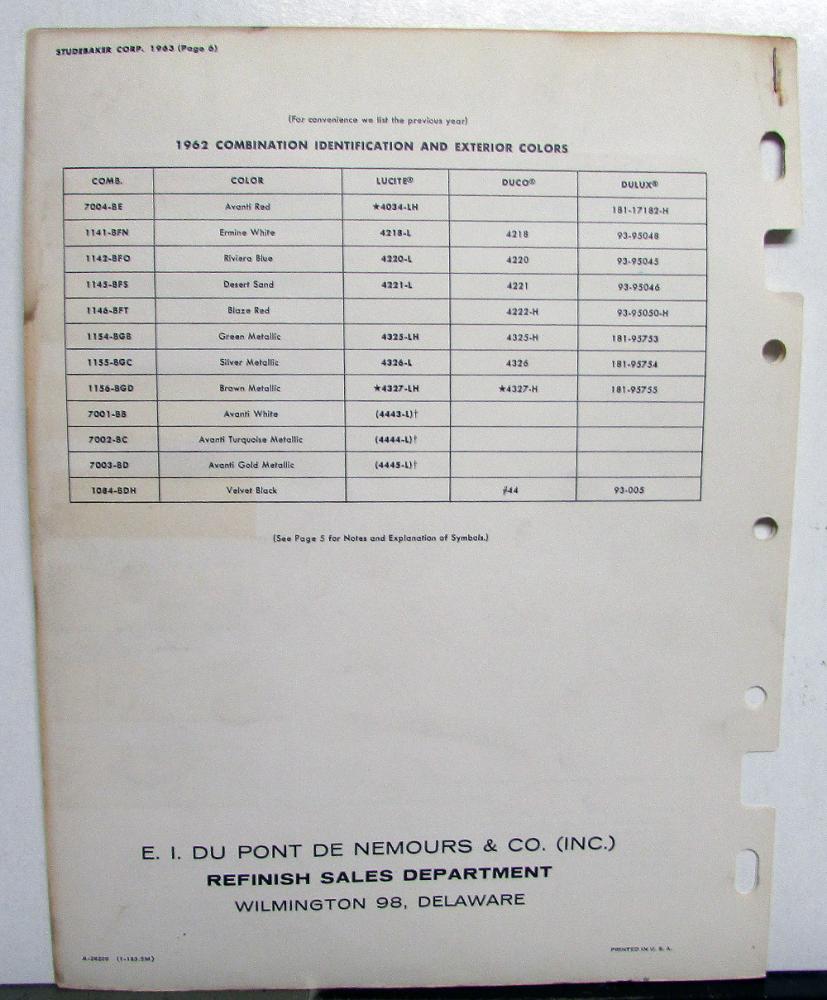 STUDEBAKER CORP. 1963 (Page 6)
(For convenience we list the previous year)
1962 COMBINATION IDENTIFICATION AND EXTERIOR COLORS
COMB. COLOR LUCITE® DUCO® DULUX®
7004-BE Avanti Red ★4034-LH 181-17182-H
1141-BFN Ermine White 4218-L 4218 93-95048
1142-BFO Riviera Blue 4220-L 4220 93-95045
1145-BFS Desert Sand 4221-L 4221 93-95046
1146-BFT Blaze Red 4222-H 93-95050-H
1154-BGB Green Metallic 4325-LH 4325-H 181-95753
1155-BGC Silver Metallic 4326-L 4326 181-95754
1156-BGD Brown Metallic ★4327-LH ★4327-H 181-95755
7001-BB Avanti White (4443-L)†
7002-BC Avanti Turquoise Metallic (4444-L)†
7003-BD Avanti Gold Metallic (4445-L)†
1084-BDH Velvet Black ‡44 93-005
(See Page 5 for Notes and Explanation of Symbols.)
E. I. DU PONT DE NEMOURS & CO. (INC.)
REFINISH SALES DEPARTMENT
WILMINGTON 98, DELAWARE
PRINTED IN U. S. A.